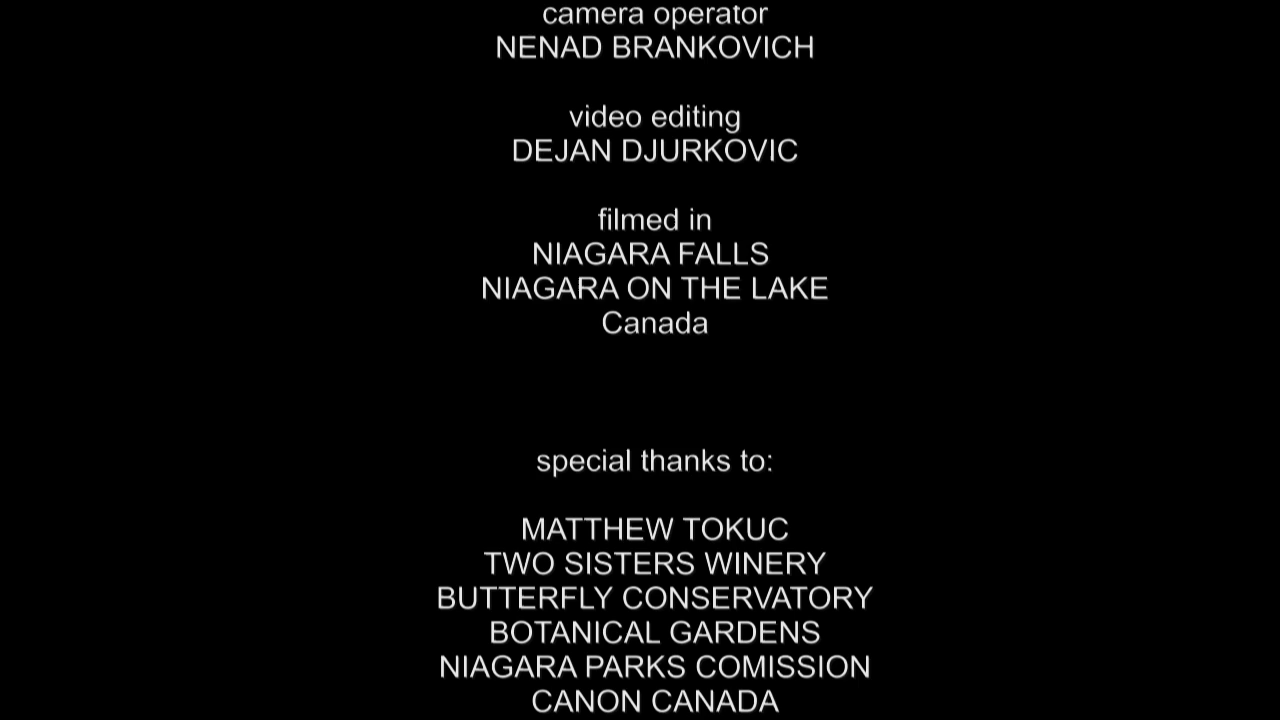 camera operator
NENAD BRANKOVICH
video editing
DEJAN DJURKOVIC
filmed in
NIAGARA FALLS
NIAGARA ON THE LAKE
Canada
special thanks to:
MATTHEW TOKUC
TWO SISTERS WINERY
BUTTERFLY CONSERVATORY
BOTANICAL GARDENS
NIAGARA PARKS COMISSION
CANON CANADA